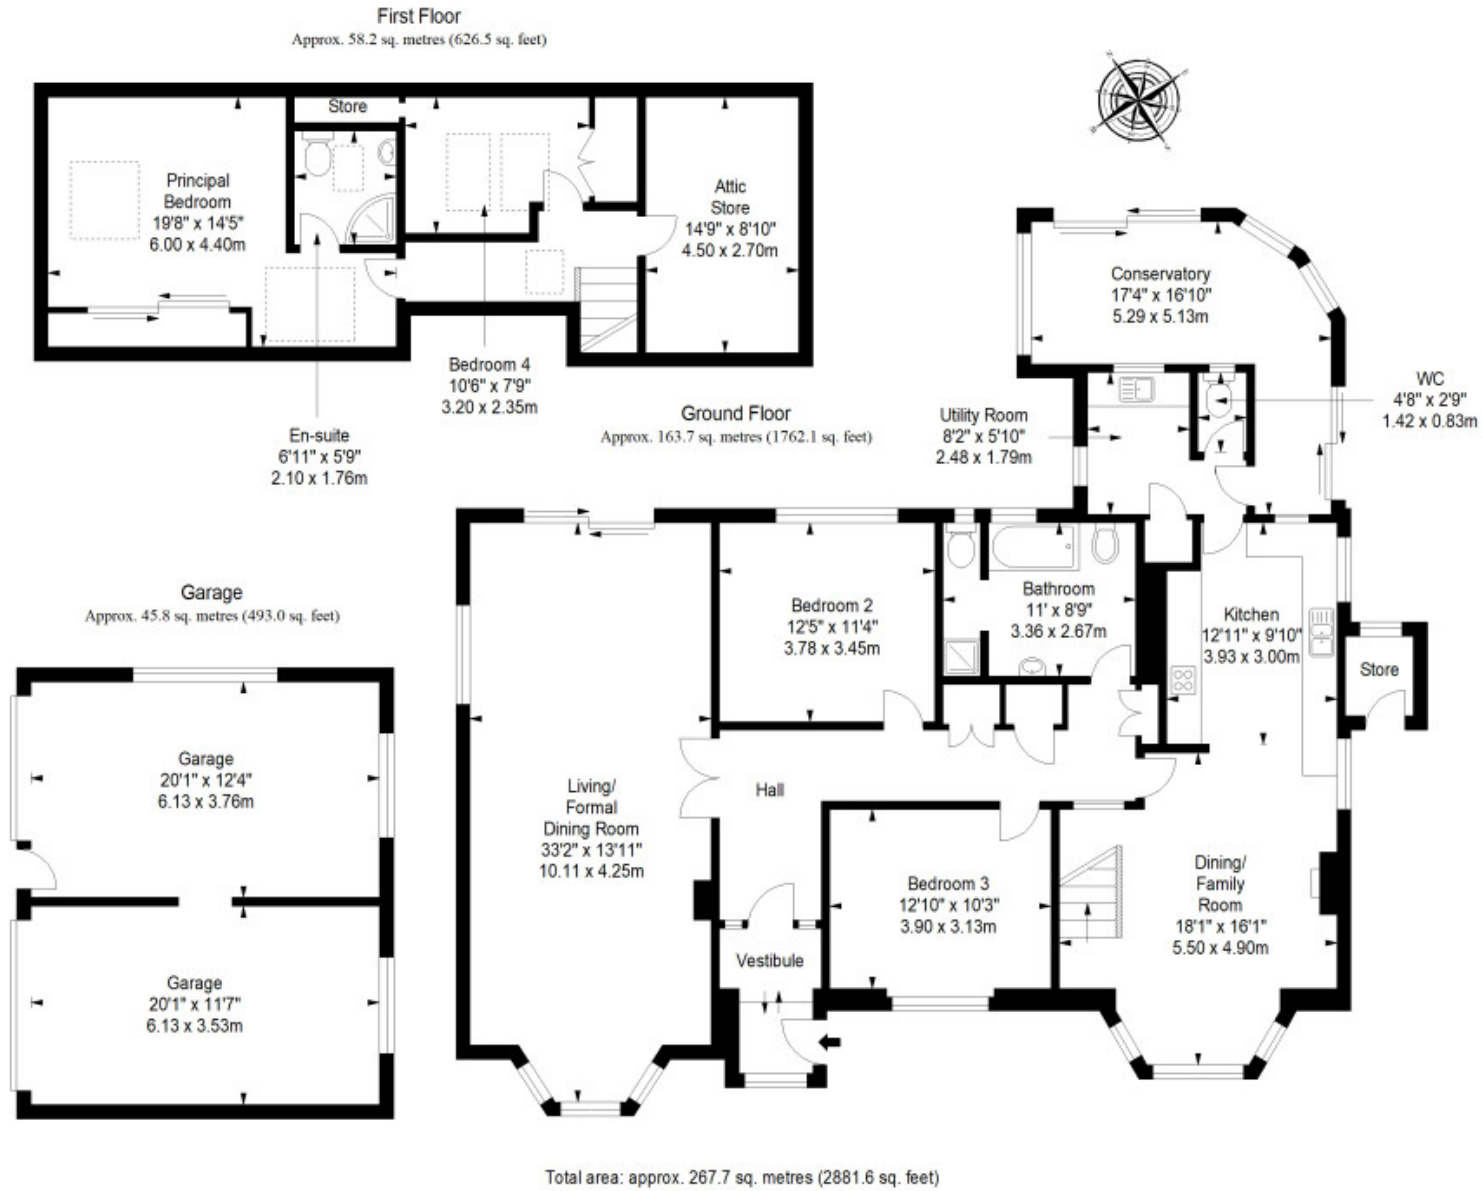 First Floor
Approx. 58.2 sq. metres (626.5 sq. feet)
Store
Principal
Bedroom
19'8" x 14'5"
6.00 x 4.40m
Attic
Store
14'9" x 8'10"
4.50 x 2.70m
Bedroom 4
10'6" x 7'9"
3.20 x 2.35m
En-suite
6'11" x 5'9"
2.10 x 1.76m
Ground Floor
Approx. 163.7 sq. metres (1762.1 sq. feet)
Conservatory
17'4" x 16'10"
5.29 x 5.13m
WC
4'8" x 2'9"
1.42 x 0.83m
Utility Room
8'2" x 5'10"
2.48 x 1.79m
Garage
Approx. 45.8 sq. metres (493.0 sq. feet)
Bedroom 2
12'5" x 11'4"
3.78 x 3.45m
Bathroom
11' x 8'9"
3.36 x 2.67m
Kitchen
12'11" x 9'10"
3.93 x 3.00m
Store
Garage
20'1" x 12'4"
6.13 x 3.76m
Living/
Formal
Dining Room
33'2" x 13'11"
10.11 x 4.25m
Hall
Bedroom 3
12'10" x 10'3"
3.90 x 3.13m
Dining/
Family
Room
18'1" x 16'1"
5.50 x 4.90m
Vestibule
Garage
20'1" x 11'7"
6.13 x 3.53m
Total area: approx. 267.7 sq. metres (2881.6 sq. feet)